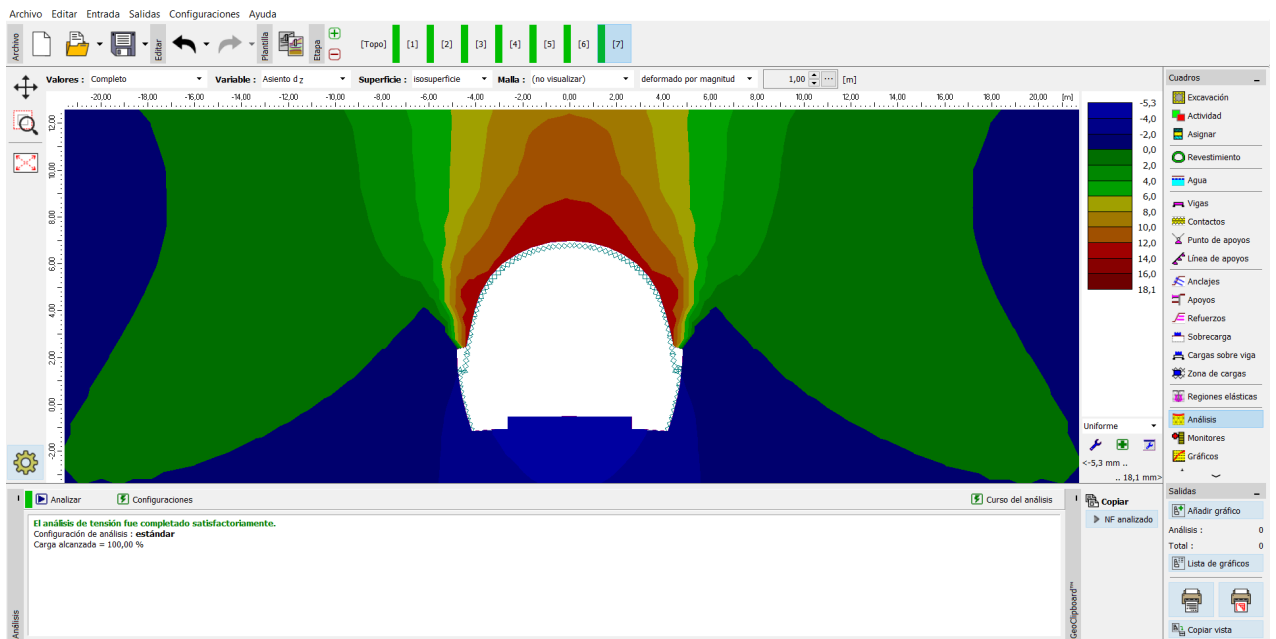 Archivo Editar Entrada Salidas Configuraciones Ayuda
Archivo
Editar
Plantilla
Etapa
[Topo] [1] [2] [3] [4] [5] [6] [7]
Valores : Completo Variable : Asiento d z Superficie : isosuperficie Malla : (no visualizar) deformado por magnitud 1,00 ... [m]
-20,00 -18,00 -16,00 -14,00 -12,00 -10,00 -8,00 -6,00 -4,00 -2,00 0,00 2,00 4,00 6,00 8,00 10,00 12,00 14,00 16,00 18,00 20,00 [m]
12,00
10,00
8,00
6,00
4,00
2,00
0,00
-2,00
-5,3
-4,0
-2,0
0,0
2,0
4,0
6,0
8,0
10,0
12,0
14,0
16,0
18,1
Uniforme
<-5,3 mm ..
.. 18,1 mm>
Cuadros
Excavación
Actividad
Asignar
Revestimiento
Agua
Vigas
Contactos
Punto de apoyos
Línea de apoyos
Anclajes
Apoyos
Refuerzos
Sobrecarga
Cargas sobre viga
Zona de cargas
Regiones elásticas
Análisis
Monitores
Gráficos
Analizar Configuraciones Curso del análisis
El análisis de tensión fue completado satisfactoriamente.
Configuración de análisis : estándar
Carga alcanzada = 100,00 %
Análisis
GeoClipboard™
Copiar
NF analizado
Salidas
Añadir gráfico
Análisis : 0
Total : 0
Lista de gráficos
Copiar vista